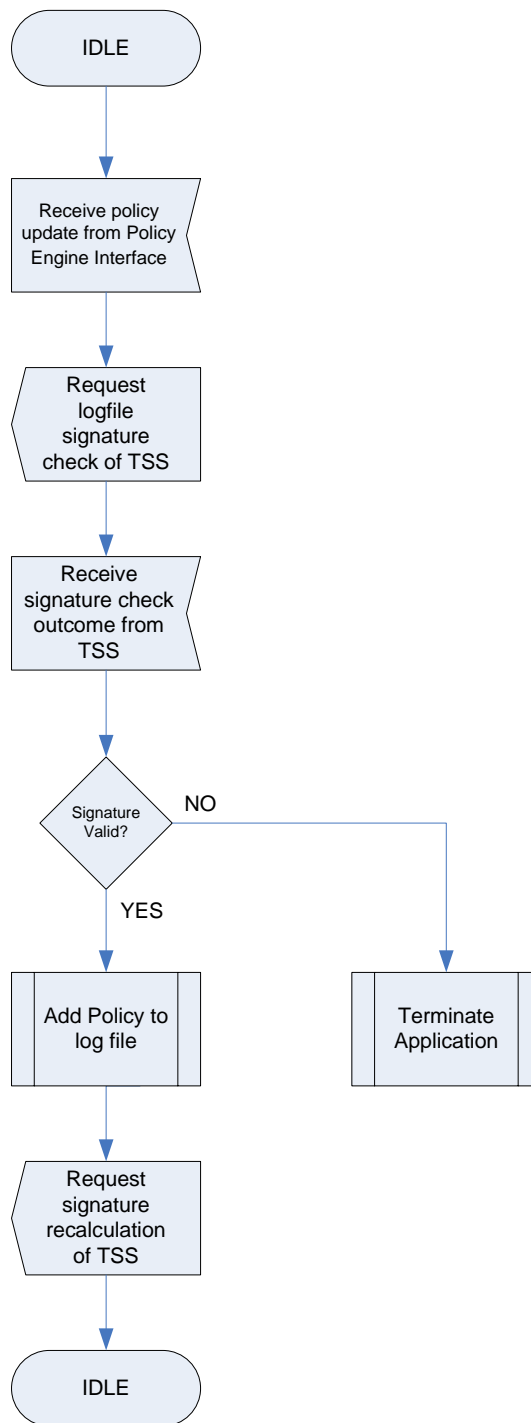 IDLE
Receive policy
update from Policy
Engine Interface
Request
logfile
signature
check of TSS
Receive
signature check
outcome from
TSS
Signature
Valid?
NO
YES
Add Policy to
log file
Terminate
Application
Request
signature
recalculation
of TSS
IDLE